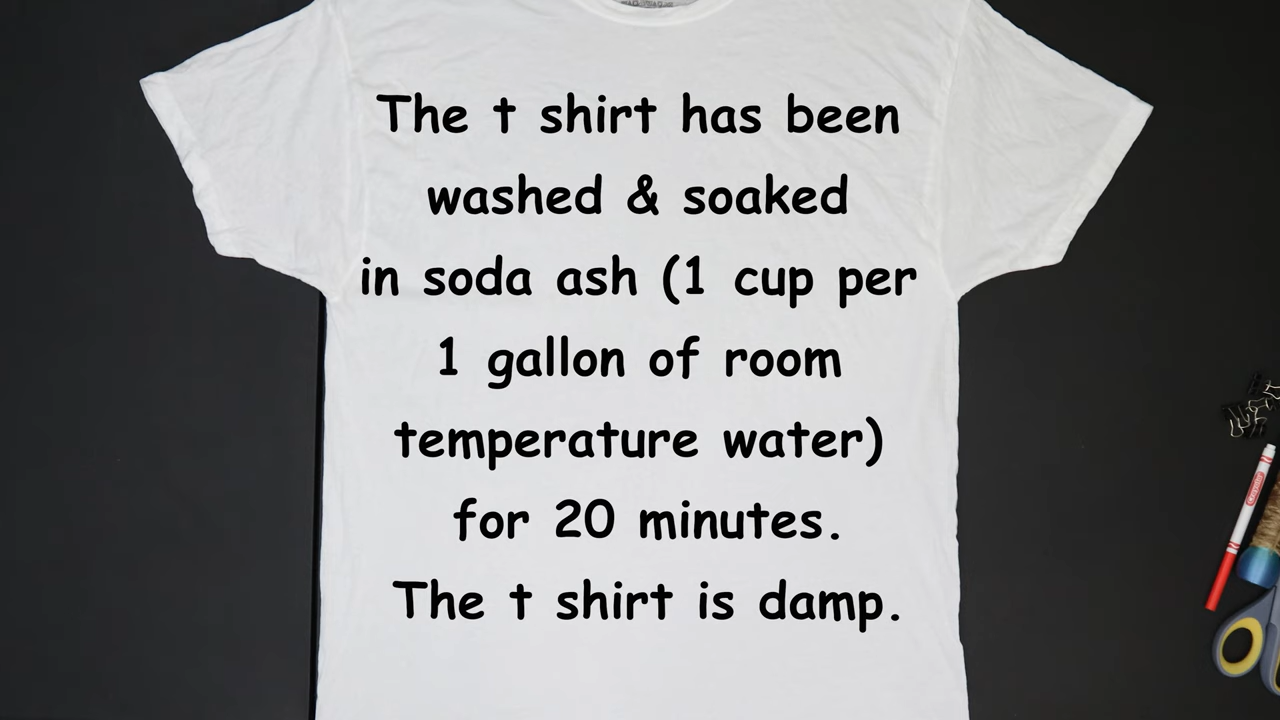 The t shirt has been
washed & soaked
in soda ash (1 cup per
1 gallon of room
temperature water)
for 20 minutes.
The t shirt is damp.
Crayola